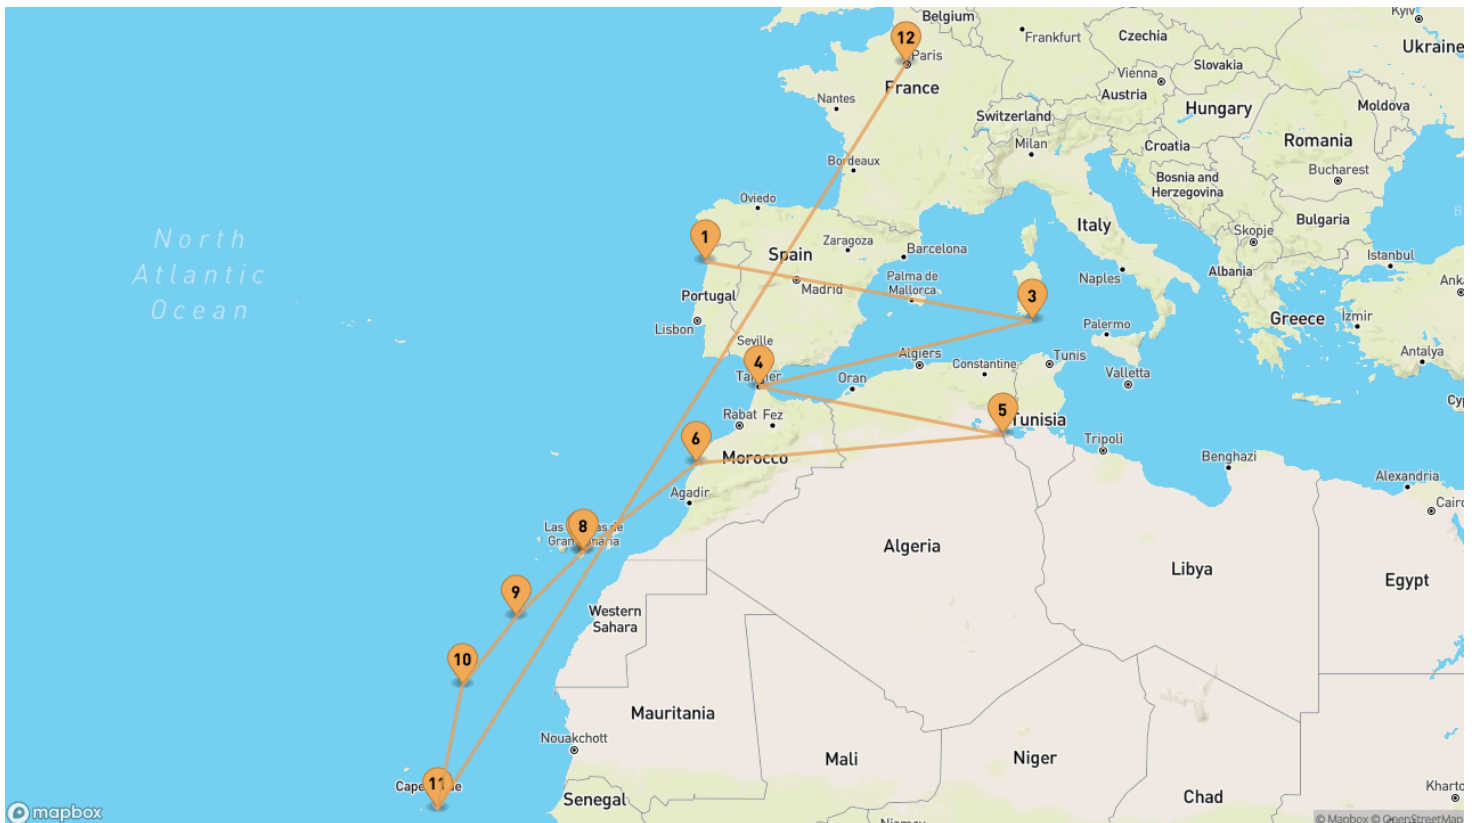 Belgium
Kyiv
12
Frankfurt
Czechia
Ukraine
Paris
Slovakia
Vienna
France
Austria
Nantes
Hungary
Moldova
Switzerland
Milan
Croatia
Romania
Bordeaux
Bucharest
Bosnia and
Herzegovina
Oviedo
Bulgaria
B
1
Zaragoza
Barcelona
Italy
Skopje
North
Atlantic
Ocean
Spain
Istanbul
Albania
Naples
Palma de
Mallorca
Madrid
Portugal
3
Greece
Izmir
Lisbon
Palermo
Seville
Algiers
Constantine
Tunis
Antalya
4
Valletta
Oran
5
Tunisia
Rabat
Fez
6
Tripoli
Morocco
Benghazi
Alexandria
Agadir
Cairo
8
Algeria
Libya
Egypt
9
Western
Sahara
10
Mauritania
Nouakchott
Mali
Niger
11
Senegal
Chad
mapbox
© Mapbox © OpenStreetMap